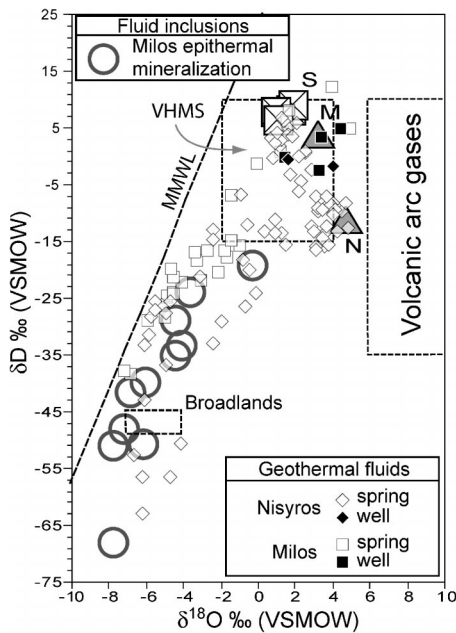 Fluid inclusions
Milos epithermal
mineralization
S
M
VHMS
MMWL
N
Volcanic arc gases
Broadlands
Geothermal fluids
Nisyros
spring
well
Milos
spring
well
δD ‰ (VSMOW)
25
15
5
-5
-15
-25
-35
-45
-55
-65
-75
-10 -8 -6 -4 -2 0 2 4 6 8 10
δ¹⁸O ‰ (VSMOW)